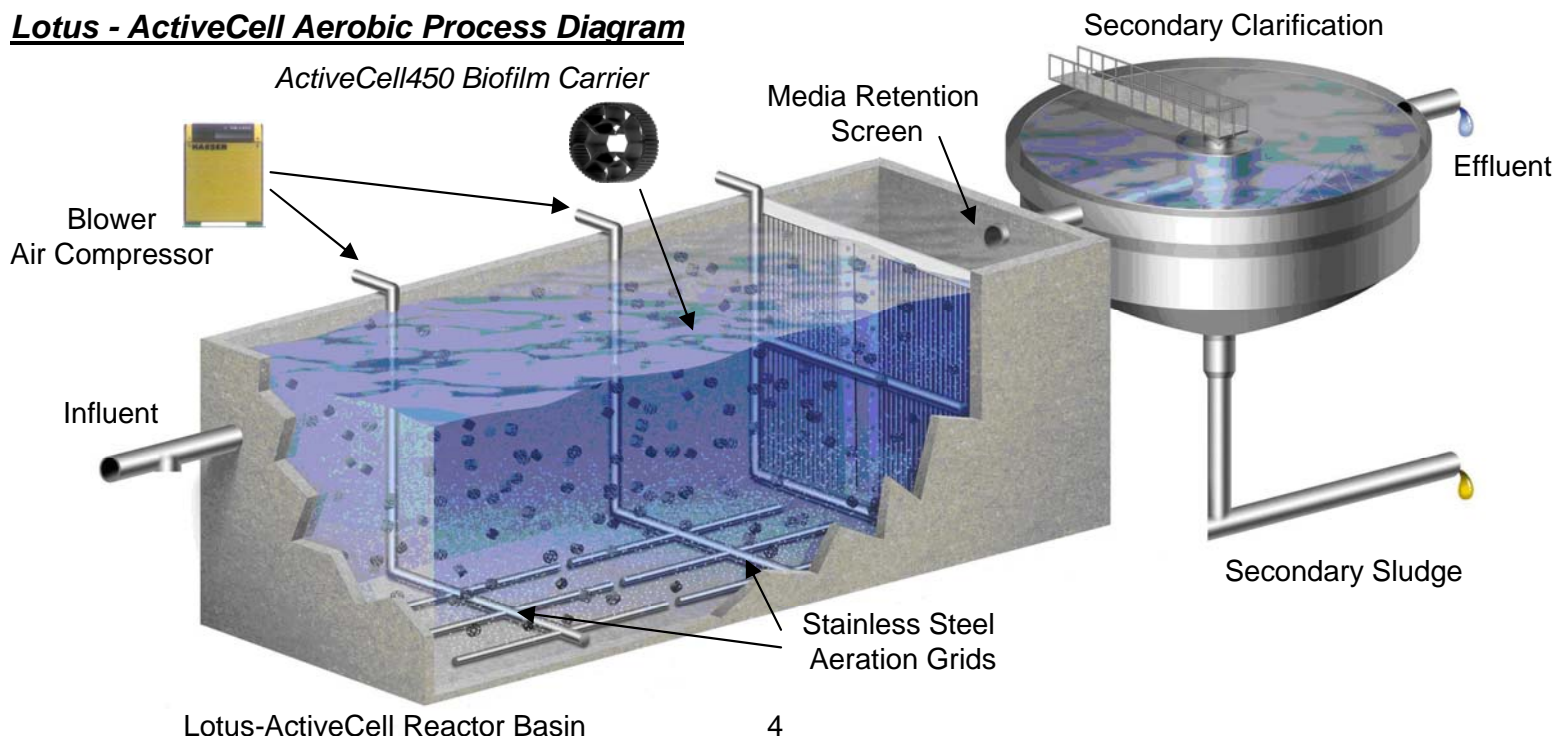 Lotus - ActiveCell Aerobic Process Diagram
Secondary Clarification
ActiveCell450 Biofilm Carrier
Media Retention
Screen
Effluent
Blower
Air Compressor
Influent
Secondary Sludge
Stainless Steel
Aeration Grids
Lotus-ActiveCell Reactor Basin
4